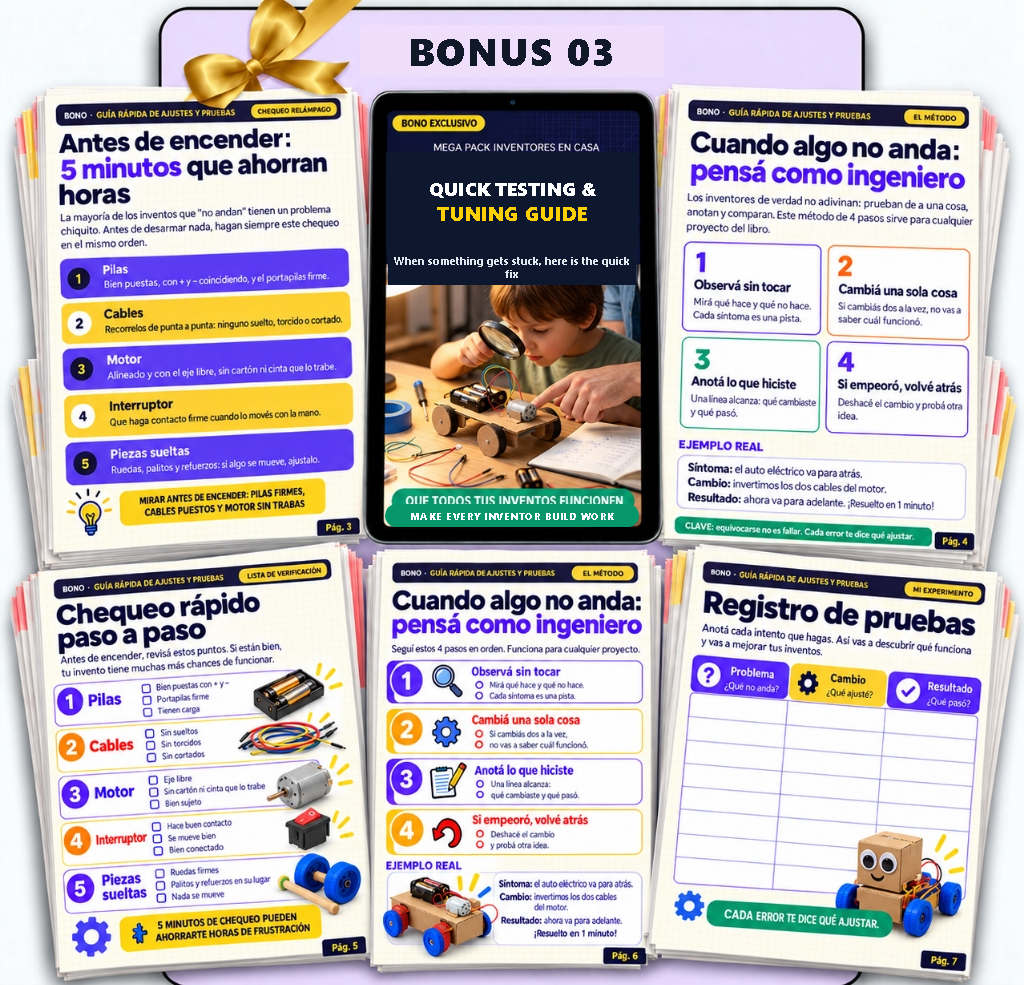 BONUS 03
BONO · GUÍA RÁPIDA DE AJUSTES Y PRUEBAS
CHEQUEO RELÁMPAGO
Antes de encender:
5 minutos que ahorran
horas
La mayoría de los inventos que "no andan" tienen un problema
chiquito. Antes de desarmar nada, hagan siempre este chequeo
en el mismo orden.
1 Pilas
Bien puestas, con + y – coincidiendo, y el portapilas firme.
2 Cables
Recorrelos de punta a punta: ninguno suelto, torcido o cortado.
3 Motor
Alineado y con el eje libre, sin cartón ni cinta que lo trabe.
4 Interruptor
Que haga contacto firme cuando lo movés con la mano.
5 Piezas sueltas
Ruedas, palitos y refuerzos: si algo se mueve, ajustalo.
MIRAR ANTES DE ENCENDER: PILAS FIRMES,
CABLES PUESTOS Y MOTOR SIN TRABAS
Pág. 3
BONO EXCLUSIVO
MEGA PACK INVENTORES EN CASA
QUICK TESTING &
TUNING GUIDE
When something gets stuck, here is the quick
fix
QUE TODOS TUS INVENTOS FUNCIONEN
MAKE EVERY INVENTOR BUILD WORK
BONO · GUÍA RÁPIDA DE AJUSTES Y PRUEBAS
EL MÉTODO
Cuando algo no anda:
pensá como ingeniero
Los inventores de verdad no adivinan: prueban de a una cosa,
anotan y comparan. Este método de 4 pasos sirve para cualquier
proyecto del libro.
1
Observá sin tocar
Mirá qué hace y qué no hace.
Cada síntoma es una pista.
2
Cambiá una sola cosa
Si cambiás dos a la vez, no vas a
saber cuál funcionó.
3
Anotá lo que hiciste
Una línea alcanza: qué cambiaste
y qué pasó.
4
Si empeoró, volvé atrás
Deshacé el cambio y probá otra
idea.
EJEMPLO REAL
Síntoma: el auto eléctrico va para atrás.
Cambio: invertimos los dos cables del motor.
Resultado: ahora va para adelante. ¡Resuelto en 1 minuto!
CLAVE: equivocarse no es fallar. Cada error te dice qué ajustar.
Pág. 4
BONO · GUÍA RÁPIDA DE AJUSTES Y PRUEBAS
LISTA DE VERIFICACIÓN
Chequeo rápido
paso a paso
Antes de encender, revisá estos puntos. Si están bien,
tu invento tiene muchas más chances de funcionar.
1 Pilas
Bien puestas con + y –
Portapilas firme
Tienen carga
2 Cables
Sin sueltos
Sin torcidos
Sin cortados
3 Motor
Eje libre
Sin cartón ni cinta que lo trabe
Bien sujeto
4 Interruptor
Hace buen contacto
Se mueve bien
Bien conectado
5 Piezas
sueltas
Ruedas firmes
Palitos y refuerzos en su lugar
Nada se mueve
5 MINUTOS DE CHEQUEO PUEDEN
AHORRARTE HORAS DE FRUSTRACIÓN
Pág. 5
BONO · GUÍA RÁPIDA DE AJUSTES Y PRUEBAS
EL MÉTODO
Cuando algo no anda:
pensá como ingeniero
Seguí estos 4 pasos en orden. Funciona para cualquier proyecto.
1
Observá sin tocar
Mirá qué hace y qué no hace.
Cada síntoma es una pista.
2
Cambiá una sola cosa
Si cambiás dos a la vez,
no vas a saber cuál funcionó.
3
Anotá lo que hiciste
Una línea alcanza:
qué cambiaste y qué pasó.
4
Si empeoró, volvé atrás
Deshacé el cambio
y probá otra idea.
EJEMPLO REAL
Síntoma: el auto eléctrico va para atrás.
Cambio: invertimos los dos cables
del motor.
Resultado: ahora va para adelante.
¡Resuelto en 1 minuto!
Pág. 6
BONO · GUÍA RÁPIDA DE AJUSTES Y PRUEBAS
MI EXPERIMENTO
Registro de pruebas
Anotá cada intento que hagas. Así vas a descubrir qué funciona
y vas a mejorar tus inventos.
? Problema
¿Qué no anda?
Cambio
¿Qué ajusté?
Resultado
¿Qué pasó?
CADA ERROR TE DICE QUÉ AJUSTAR.
Pág. 7